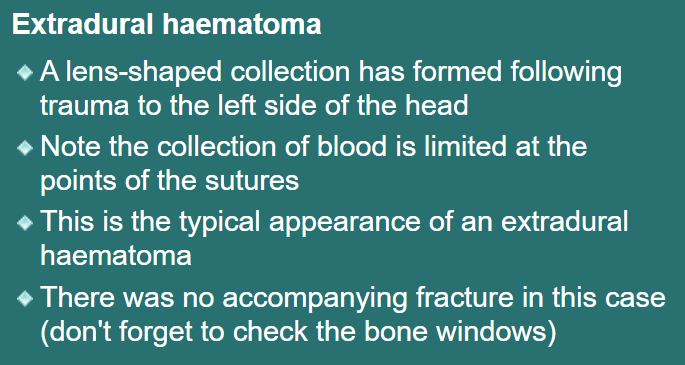 Extradural haematoma
A lens-shaped collection has formed following
trauma to the left side of the head
Note the collection of blood is limited at the
points of the sutures
This is the typical appearance of an extradural
haematoma
There was no accompanying fracture in this case
(don't forget to check the bone windows)